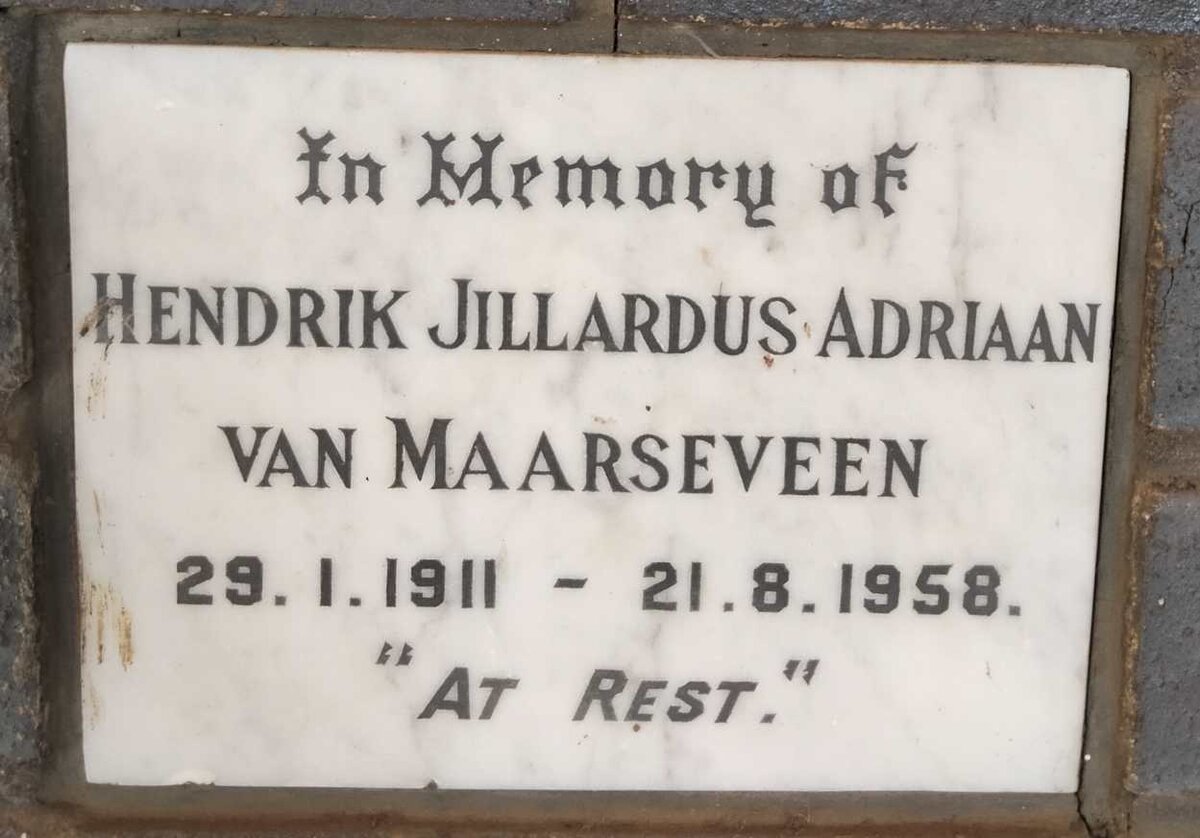 In Memory of
HENDRIK JILLARDUS ADRIAAN
VAN MAARSEVEEN
29.1.1911 - 21.8.1958.
"AT REST."